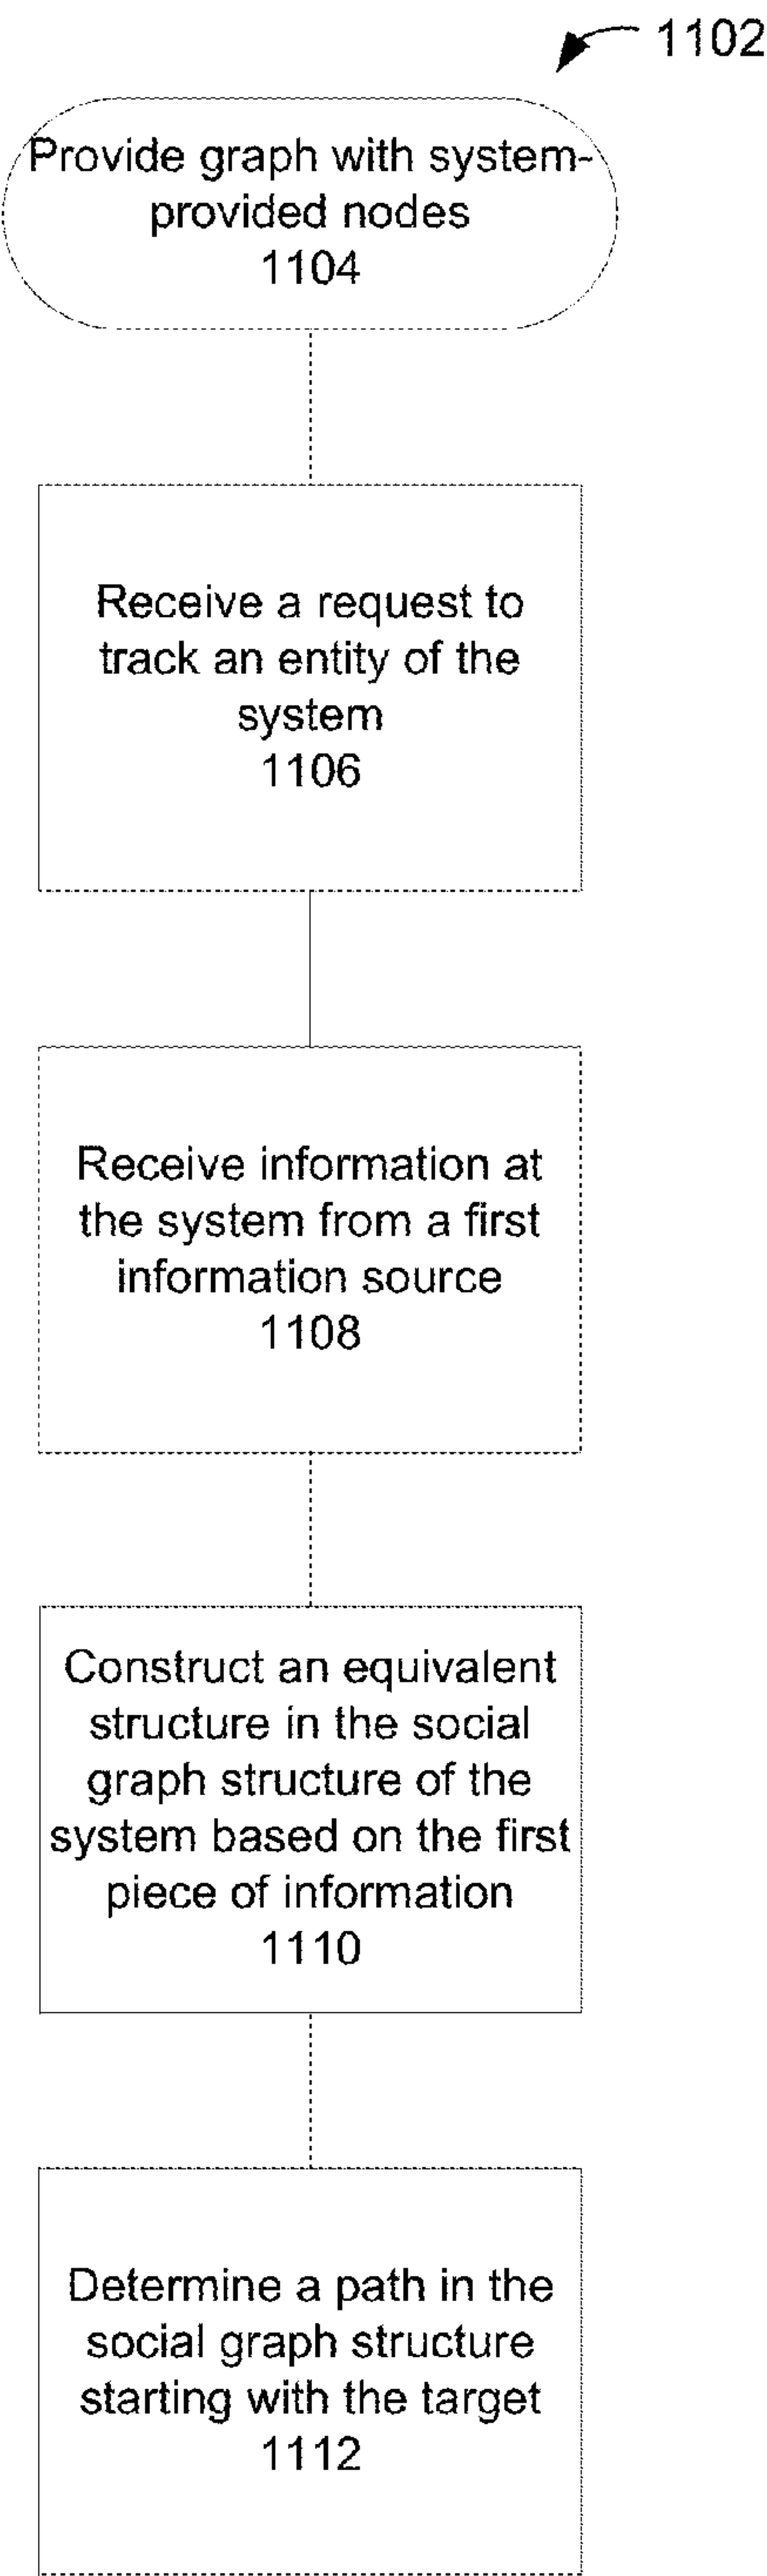 1102
Provide graph with system-
provided nodes
1104
Receive a request to
track an entity of the
system
1106
Receive information at
the system from a first
information source
1108
Construct an equivalent
structure in the social
graph structure of the
system based on the first
piece of information
1110
Determine a path in the
social graph structure
starting with the target
1112